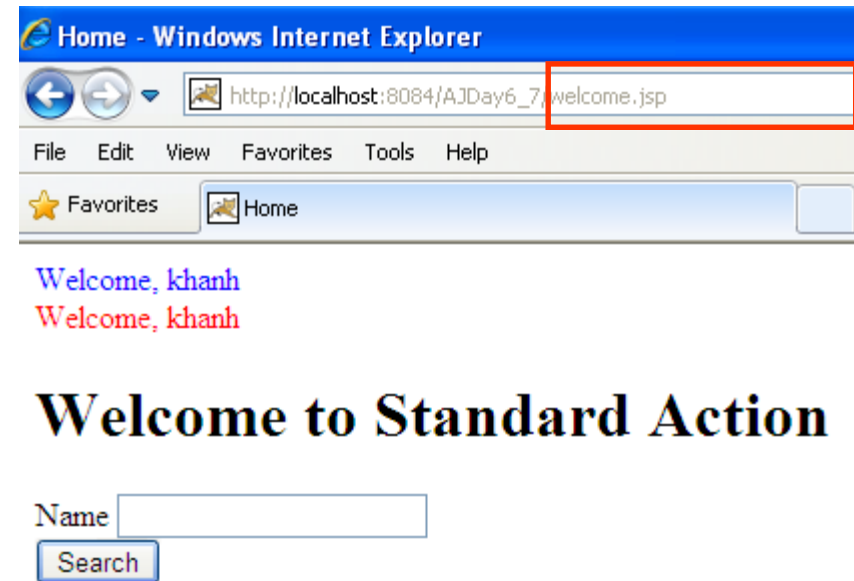 Home - Windows Internet Explorer
http://localhost:8084/AJDay6_7/welcome.jsp
File Edit View Favorites Tools Help
Favorites Home
Welcome, khanh
Welcome, khanh
Welcome to Standard Action
Name
Search